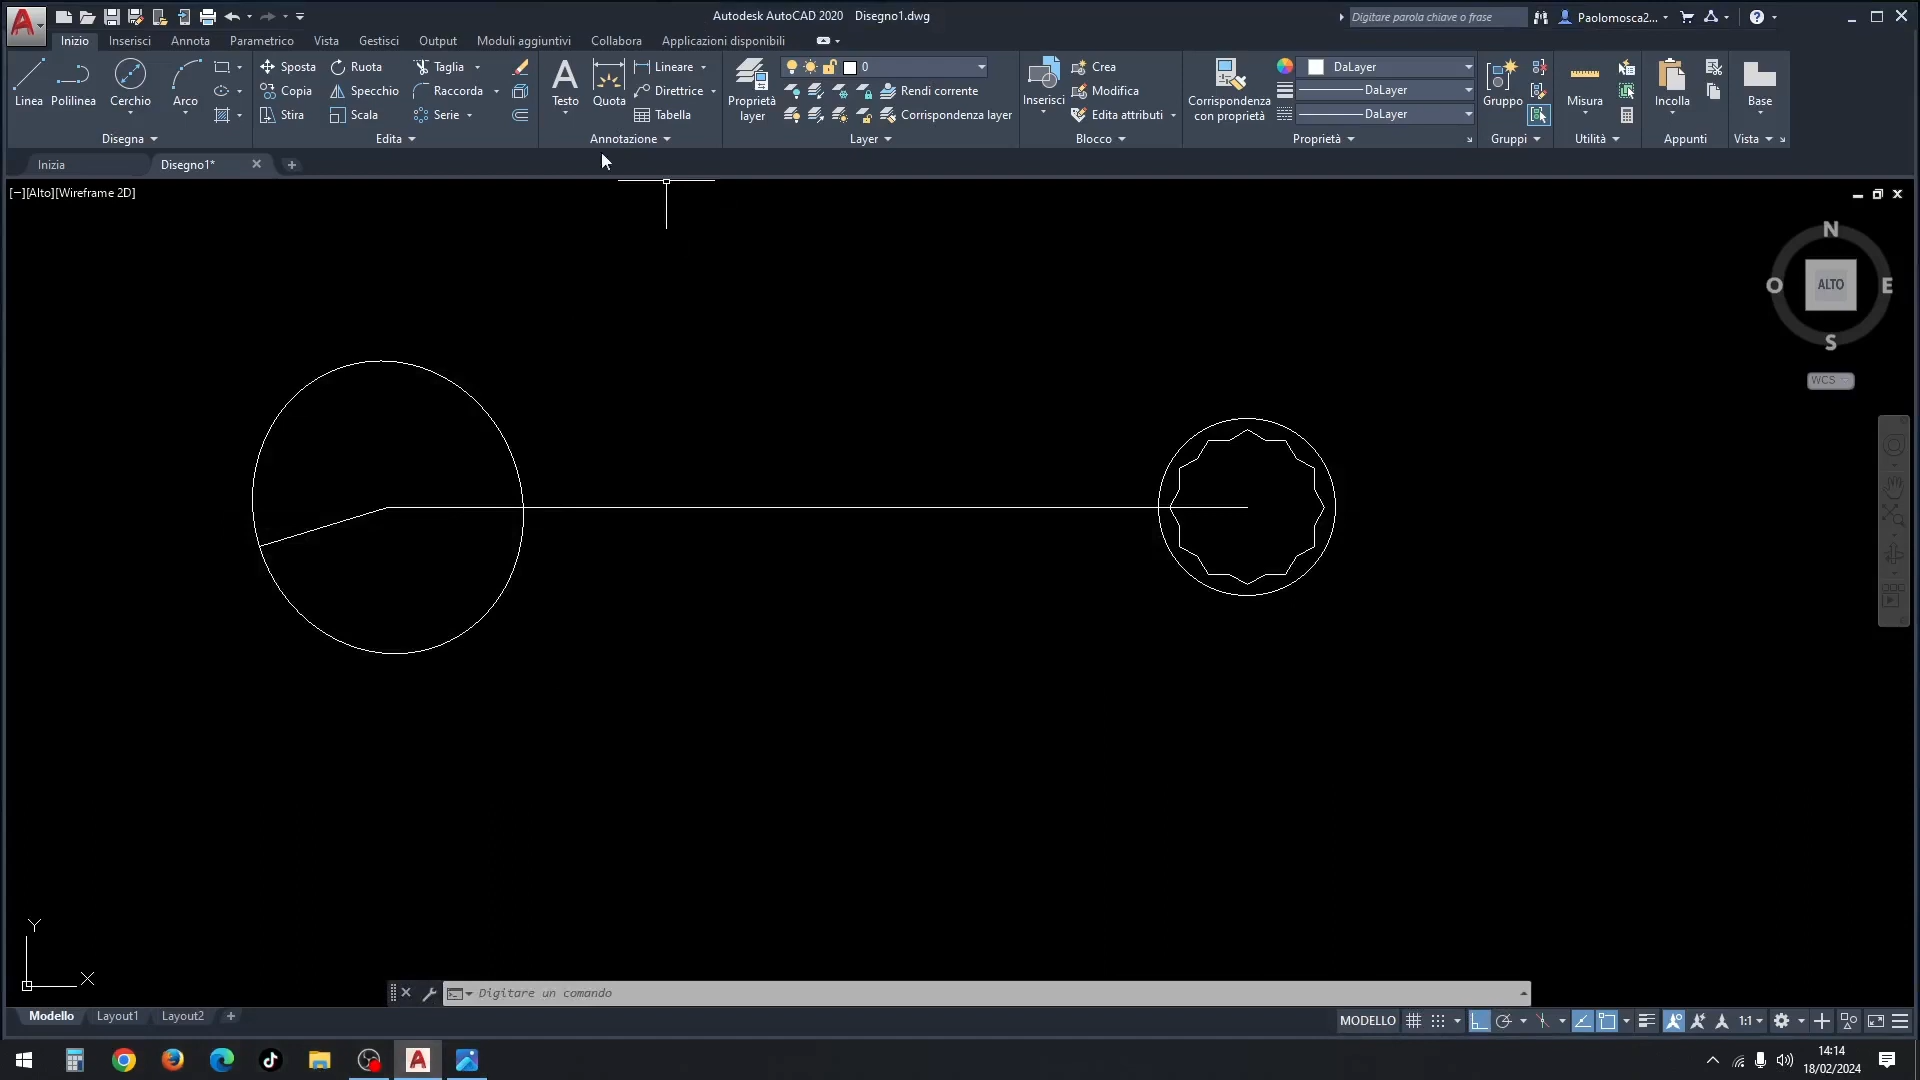 Autodesk AutoCAD 2020 Disegno1.dwg
Digitare parola chiave o frase
Paolomosca2...
Inizio Inserisci Annota Parametrico Vista Gestisci Output Moduli aggiuntivi Collabora Applicazioni disponibili
Linea Polilinea Cerchio Arco
Sposta Ruota Taglia
Copia Specchio Raccorda
Stira Scala Serie
Testo Quota
Lineare
Direttrice
Tabella
Proprietà
layer
0
Rendi corrente
Corrispondenza layer
Inserisci
Crea
Modifica
Edita attributi
Corrispondenza
con proprietà
DaLayer
DaLayer
DaLayer
Gruppo
Misura
Incolla
Base
Disegna Edita Annotazione Layer Blocco Proprietà Gruppi Utilità Appunti Vista
Inizia Disegno1*
[−][Alto][Wireframe 2D]
N
O ALTO E
S
WCS
Y
X
Digitare un comando
Modello Layout1 Layout2
MODELLO 1:1
14:14
18/02/2024